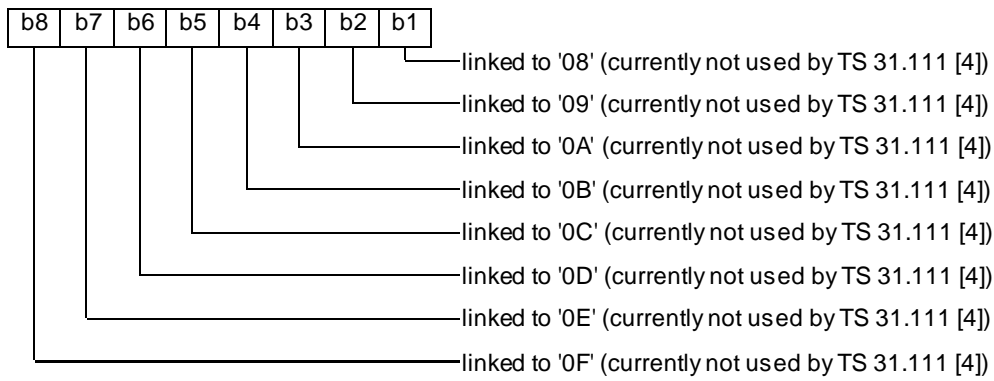 b8 b7 b6 b5 b4 b3 b2 b1
linked to '08' (currently not used by TS 31.111 [4])
linked to '09' (currently not used by TS 31.111 [4])
linked to '0A' (currently not used by TS 31.111 [4])
linked to '0B' (currently not used by TS 31.111 [4])
linked to '0C' (currently not used by TS 31.111 [4])
linked to '0D' (currently not used by TS 31.111 [4])
linked to '0E' (currently not used by TS 31.111 [4])
linked to '0F' (currently not used by TS 31.111 [4])